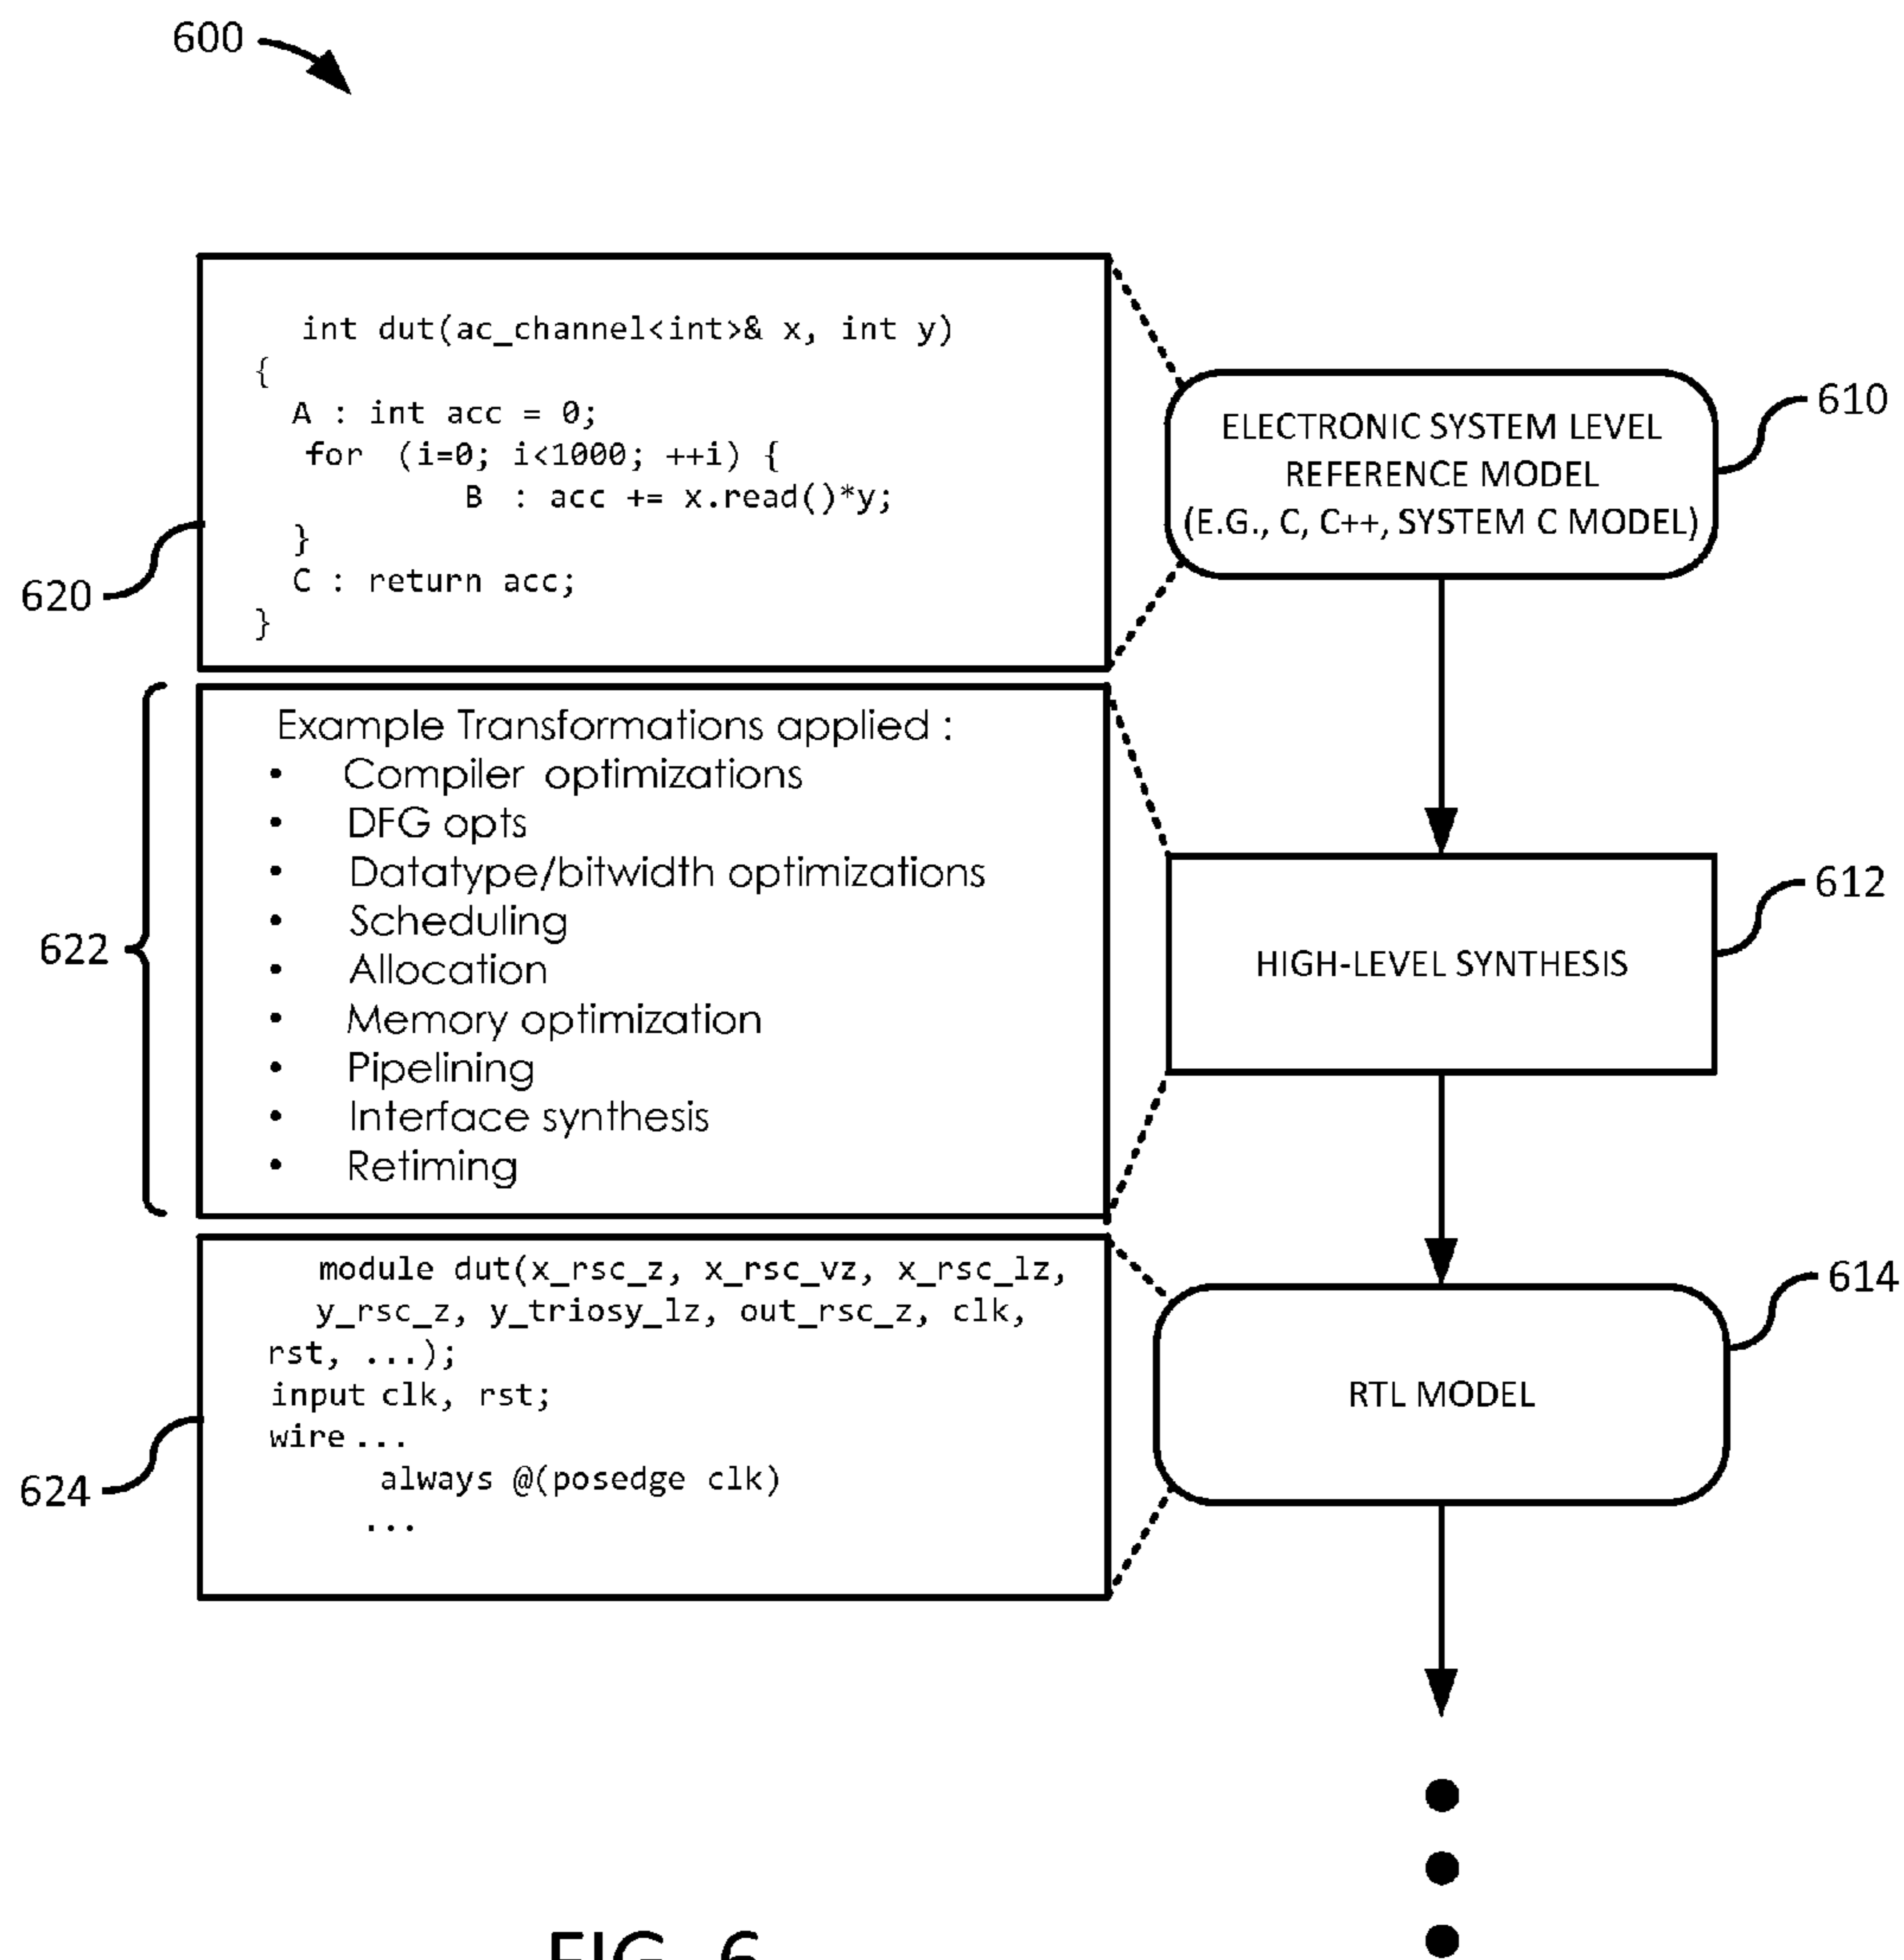 600
int dut(ac_channel<int>& x, int y)
{
A : int acc = 0;
for (i=0; i<1000; ++i) {
B : acc += x.read()*y;
}
C : return acc;
}
620
ELECTRONIC SYSTEM LEVEL
REFERENCE MODEL
(E.G., C, C++, SYSTEM C MODEL)
610
Example Transformations applied :
• Compiler optimizations
• DFG opts
• Datatype/bitwidth optimizations
• Scheduling
• Allocation
• Memory optimization
• Pipelining
• Interface synthesis
• Retiming
622
HIGH-LEVEL SYNTHESIS
612
module dut(x_rsc_z, x_rsc_vz, x_rsc_lz,
y_rsc_z, y_triosy_lz, out_rsc_z, clk,
rst, ...);
input clk, rst;
wire ...
always @(posedge clk)
...
624
RTL MODEL
614
FIG. 6